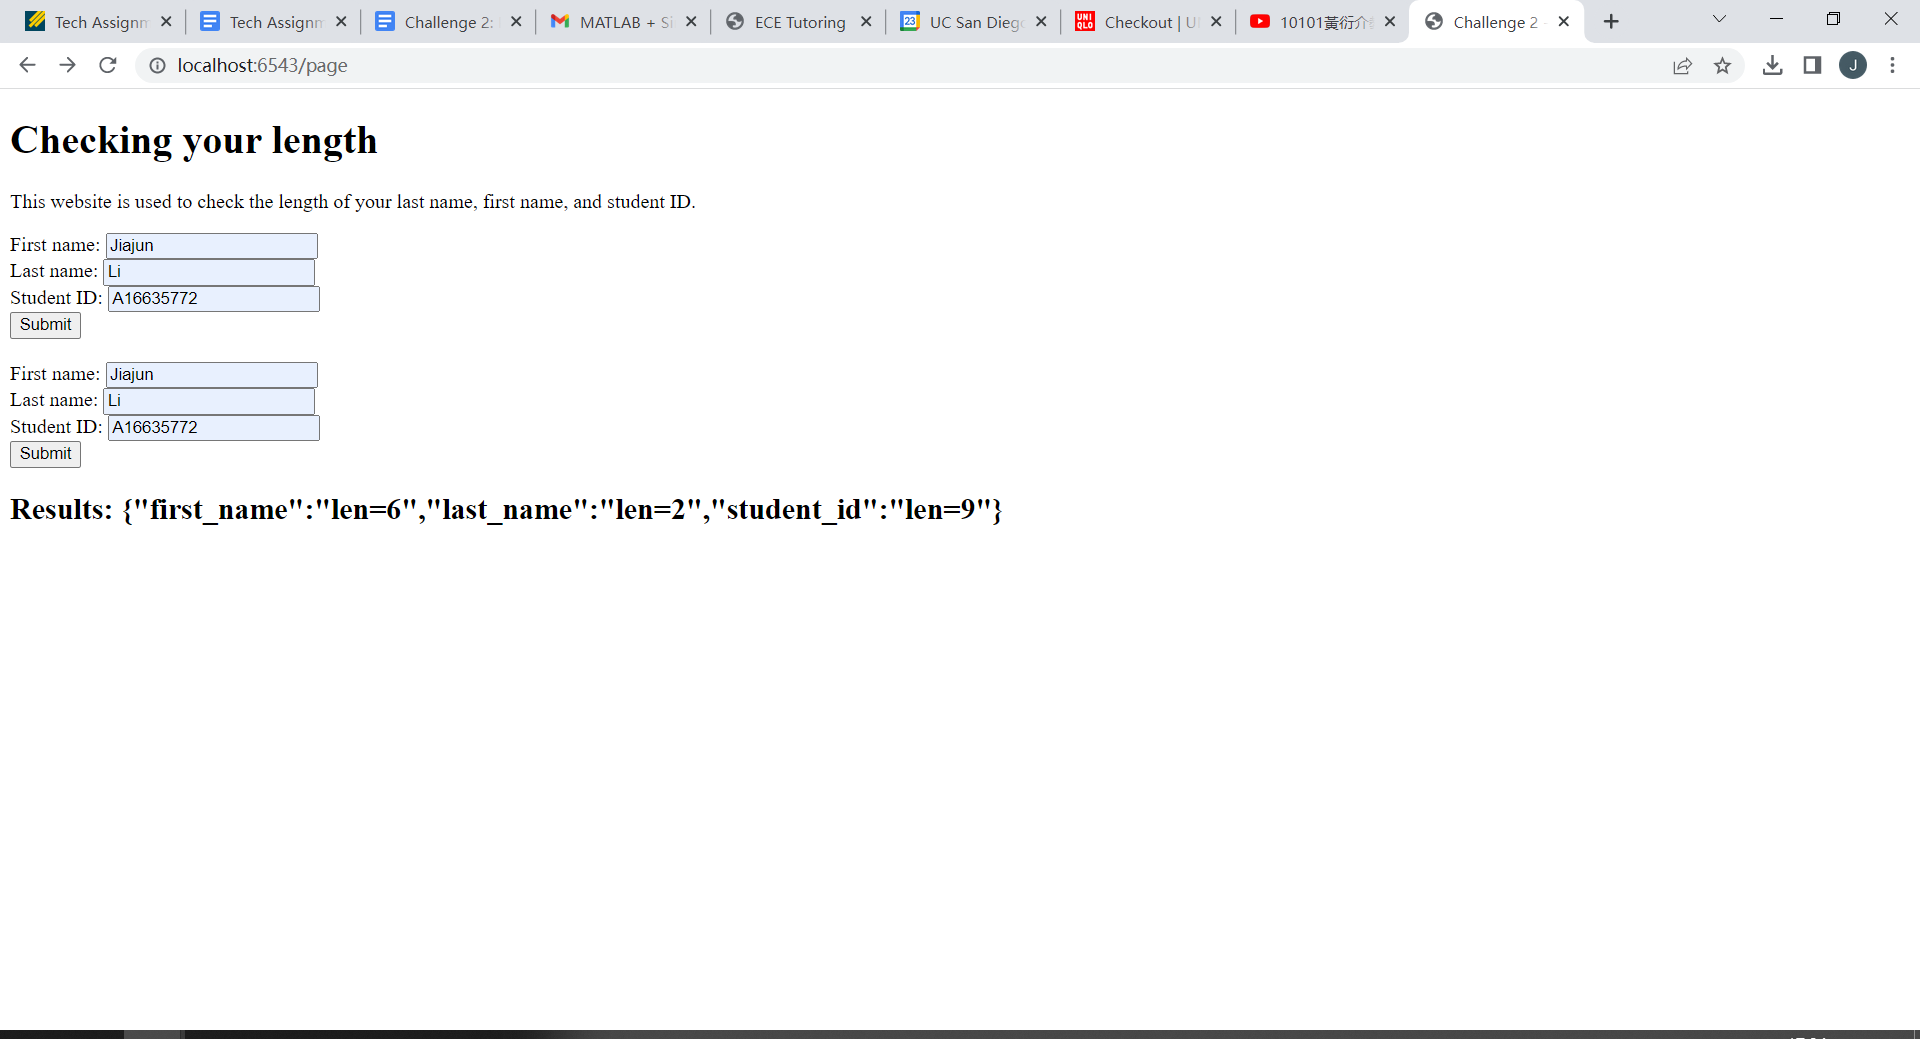 Tech Assignm
Tech Assignm
Challenge 2:
MATLAB + Si
ECE Tutoring
23
UC San Dieg
UNI
QLO
Checkout | U
10101黃衍介
Challenge 2 -
localhost:6543/page
J
Checking your length
This website is used to check the length of your last name, first name, and student ID.
First name: Jiajun
Last name: Li
Student ID: A16635772
Submit
First name: Jiajun
Last name: Li
Student ID: A16635772
Submit
Results: {"first_name":"len=6","last_name":"len=2","student_id":"len=9"}